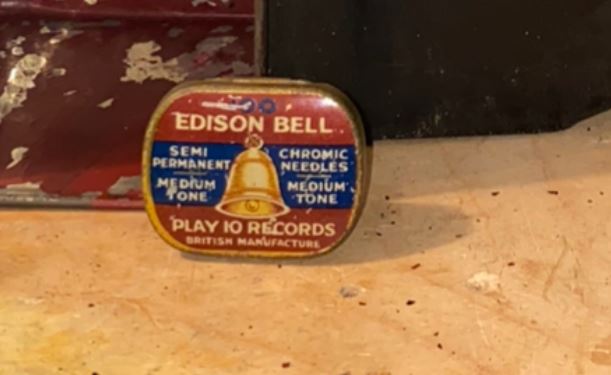 EDISON BELL
SEMI PERMANENT
MEDIUM TONE
CHROMIC NEEDLES
MEDIUM TONE
PLAY 10 RECORDS
BRITISH MANUFACTURE